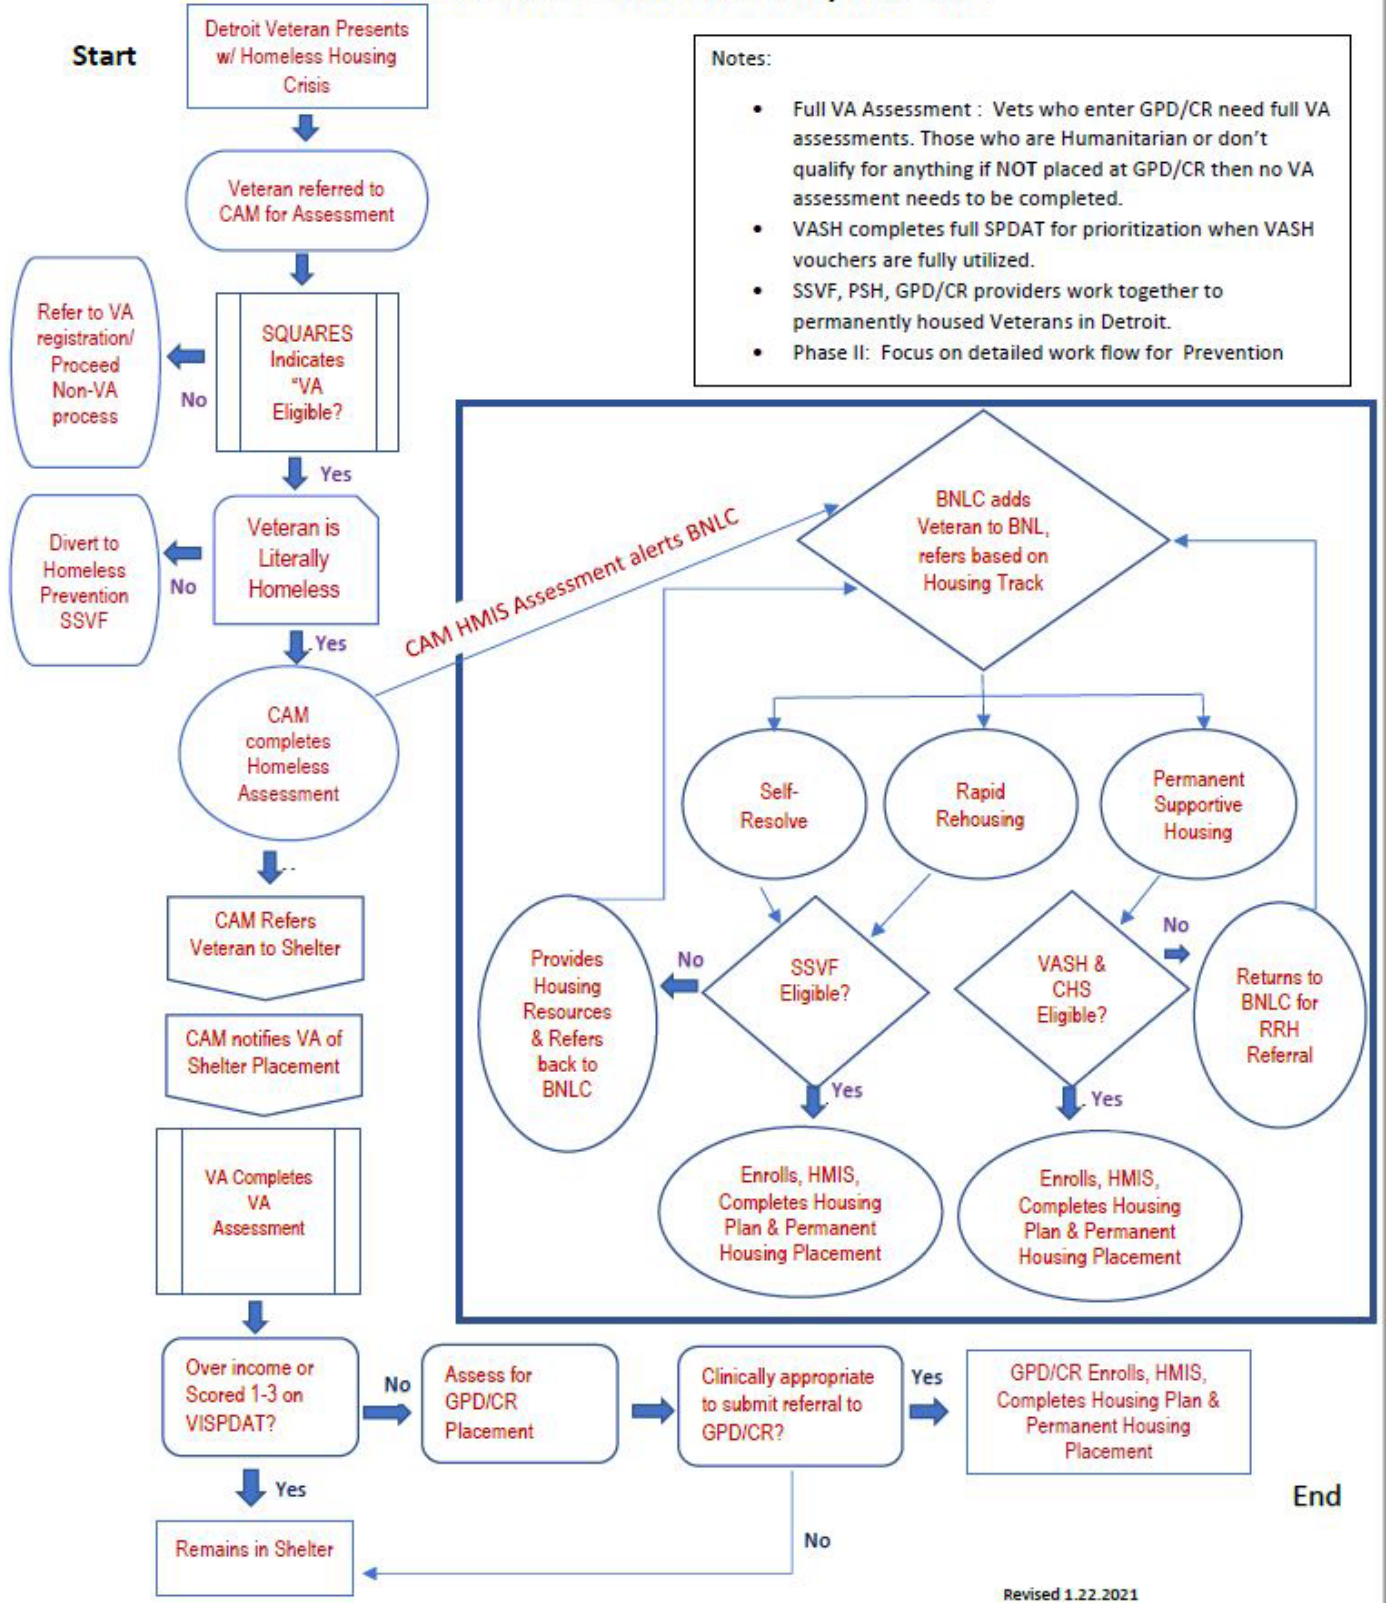 Start
Detroit Veteran Presents
w/ Homeless Housing
Crisis
Notes:
• Full VA Assessment : Vets who enter GPD/CR need full VA
assessments. Those who are Humanitarian or don't
qualify for anything if NOT placed at GPD/CR then no VA
assessment needs to be completed.
• VASH completes full SPDAT for prioritization when VASH
vouchers are fully utilized.
• SSVF, PSH, GPD/CR providers work together to
permanently housed Veterans in Detroit.
• Phase II: Focus on detailed work flow for Prevention
Veteran referred to
CAM for Assessment
SQUARES
Indicates
"VA
Eligible?
No
Refer to VA
registration/
Proceed
Non-VA
process
Yes
Veteran is
Literally
Homeless
No
Divert to
Homeless
Prevention
SSVF
Yes
CAM
completes
Homeless
Assessment
CAM HMIS Assessment alerts BNLC
BNLC adds
Veteran to BNL,
refers based on
Housing Track
Self-
Resolve
Rapid
Rehousing
Permanent
Supportive
Housing
SSVF
Eligible?
No
Provides
Housing
Resources
& Refers
back to
BNLC
Yes
Enrolls, HMIS,
Completes Housing
Plan & Permanent
Housing Placement
VASH &
CHS
Eligible?
No
Returns to
BNLC for
RRH
Referral
Yes
Enrolls, HMIS,
Completes Housing
Plan & Permanent
Housing Placement
CAM Refers
Veteran to Shelter
CAM notifies VA of
Shelter Placement
VA Completes
VA
Assessment
Over income or
Scored 1-3 on
VISPDAT?
No
Assess for
GPD/CR
Placement
Clinically appropriate
to submit referral to
GPD/CR?
Yes
GPD/CR Enrolls, HMIS,
Completes Housing Plan &
Permanent Housing
Placement
Yes
Remains in Shelter
No
End
Revised 1.22.2021